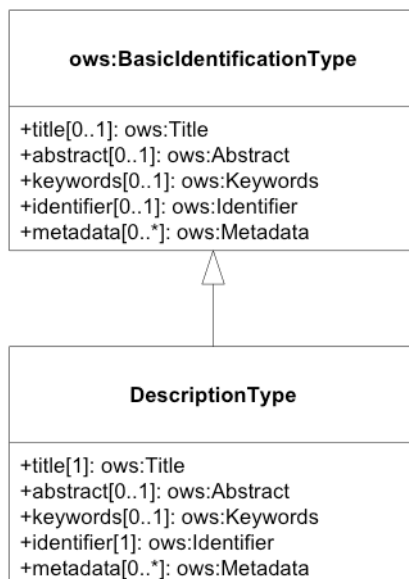 ows:BasicIdentificationType
+title[0..1]: ows:Title
+abstract[0..1]: ows:Abstract
+keywords[0..1]: ows:Keywords
+identifier[0..1]: ows:Identifier
+metadata[0..*]: ows:Metadata
DescriptionType
+title[1]: ows:Title
+abstract[0..1]: ows:Abstract
+keywords[0..1]: ows:Keywords
+identifier[1]: ows:Identifier
+metadata[0..*]: ows:Metadata